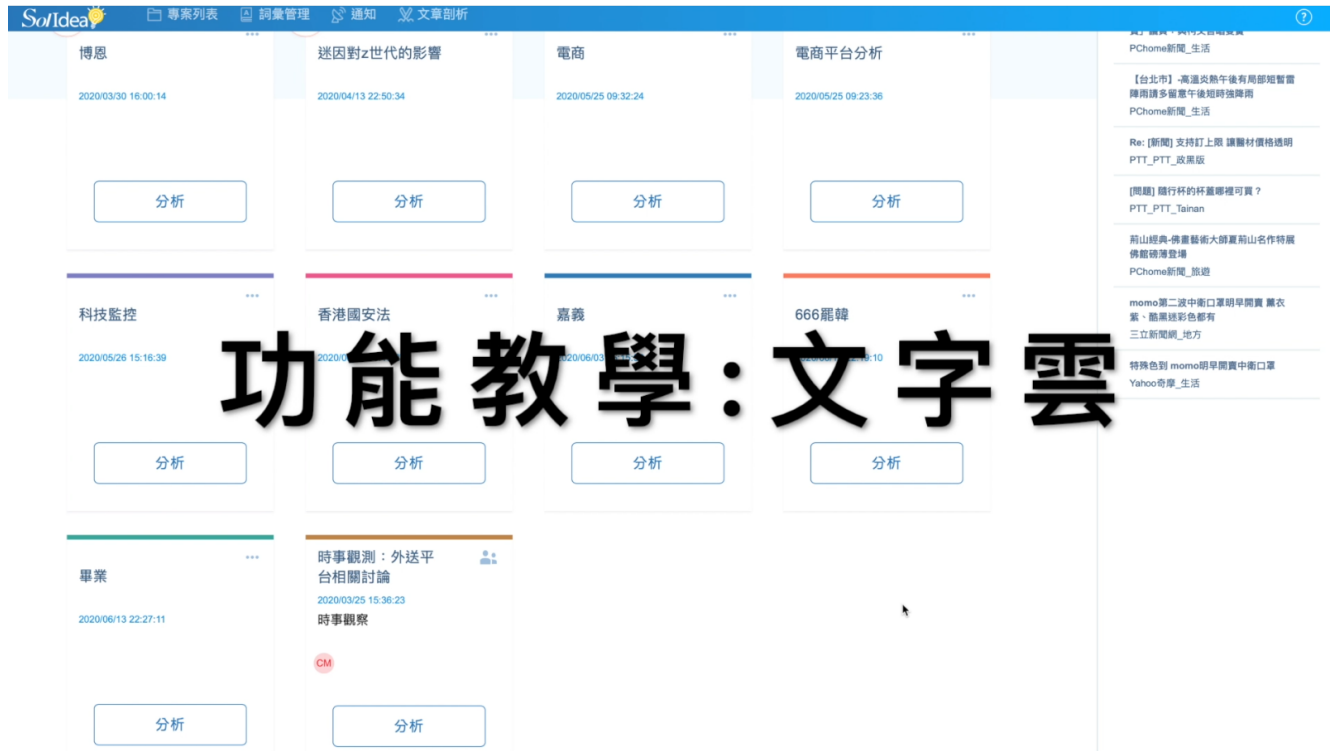 SolIdea
專案列表
詞彙管理
通知
文章剖析
博恩
2020/03/30 16:00:14
分析
迷因對z世代的影響
2020/04/13 22:50:34
分析
電商
2020/05/25 09:32:24
分析
電商平台分析
2020/05/25 09:23:36
分析
科技監控
2020/05/26 15:16:39
分析
香港國安法
分析
嘉義
2020/06/03
分析
666罷韓
分析
功能教學:文字雲
畢業
2020/06/13 22:27:11
分析
時事觀測:外送平
台相關討論
2020/03/25 15:36:23
時事觀察
CM
分析
PChome新聞_生活
【台北市】-高溫炎熱午後有局部短暫雷
陣雨請多留意午後短時強降雨
PChome新聞_生活
Re: [新聞] 支持訂上限 讓醫材價格透明
PTT_PTT_政黑版
[問題] 隨行杯的杯蓋哪裡可買?
PTT_PTT_Tainan
荊山經典-佛畫藝術大師夏荊山名作特展
佛館磅薄登場
PChome新聞_旅遊
momo第二波中衛口罩明早開賣 薰衣
紫、酷黑迷彩色都有
三立新聞網_地方
特殊色到 momo明早開賣中衛口罩
Yahoo奇摩_生活